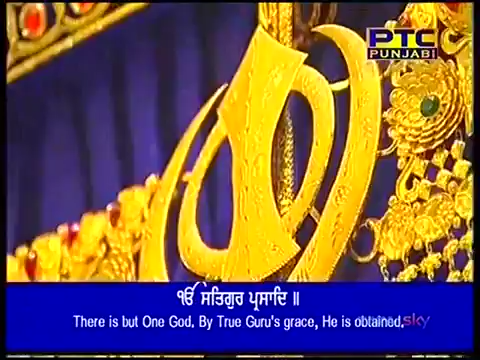 PTC
PUNJABI
ੴ ਸਤਿਗੁਰ ਪ੍ਰਸਾਦਿ ॥
There is but One God. By True Guru's grace, He is obtained.
sky